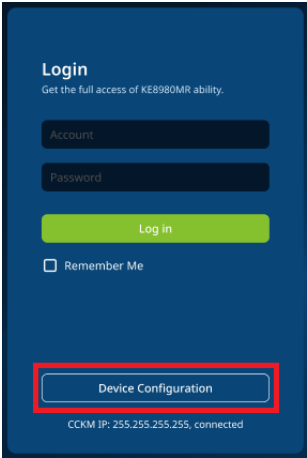 Login
Get the full access of KE8980MR ability.
Account
Password
Log in
Remember Me
Device Configuration
CCKM IP: 255.255.255.255, connected